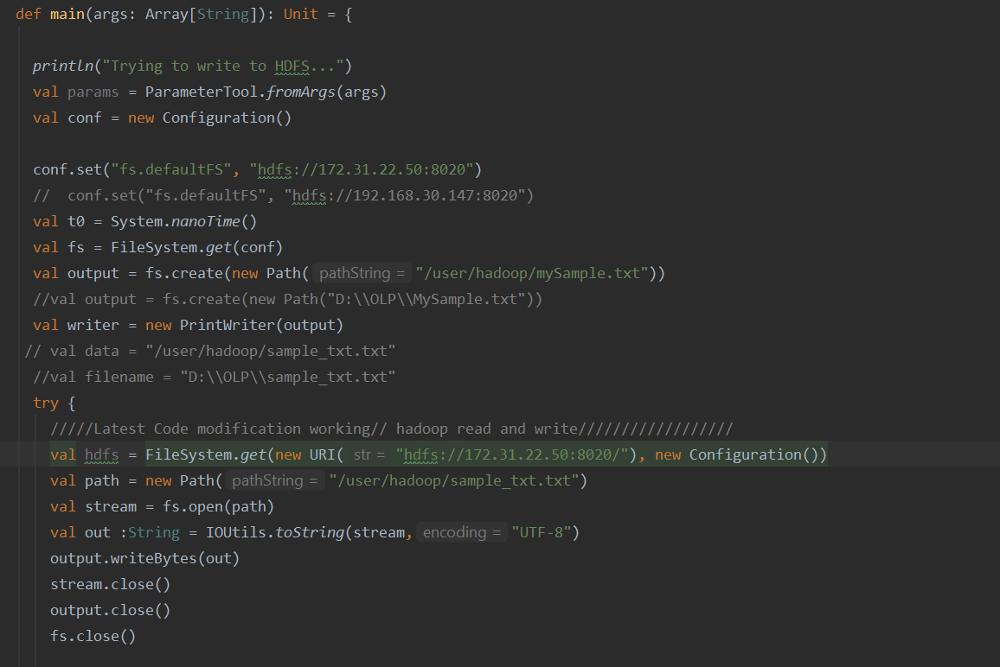 def main(args: Array[String]): Unit = {
println("Trying to write to HDFS...")
val params = ParameterTool.fromArgs(args)
val conf = new Configuration()
conf.set("fs.defaultFS", "hdfs://172.31.22.50:8020")
//  conf.set("fs.defaultFS", "hdfs://192.168.30.147:8020")
val t0 = System.nanoTime()
val fs = FileSystem.get(conf)
val output = fs.create(new Path( pathString = "/user/hadoop/mySample.txt"))
//val output = fs.create(new Path("D:\\OLP\\MySample.txt"))
val writer = new PrintWriter(output)
// val data = "/user/hadoop/sample_txt.txt"
//val filename = "D:\\OLP\\sample_txt.txt"
try {
/////Latest Code modification working// hadoop read and write//////////////////
val hdfs = FileSystem.get(new URI( str = "hdfs://172.31.22.50:8020/"), new Configuration())
val path = new Path( pathString = "/user/hadoop/sample_txt.txt")
val stream = fs.open(path)
val out :String = IOUtils.toString(stream, encoding = "UTF-8")
output.writeBytes(out)
stream.close()
output.close()
fs.close()